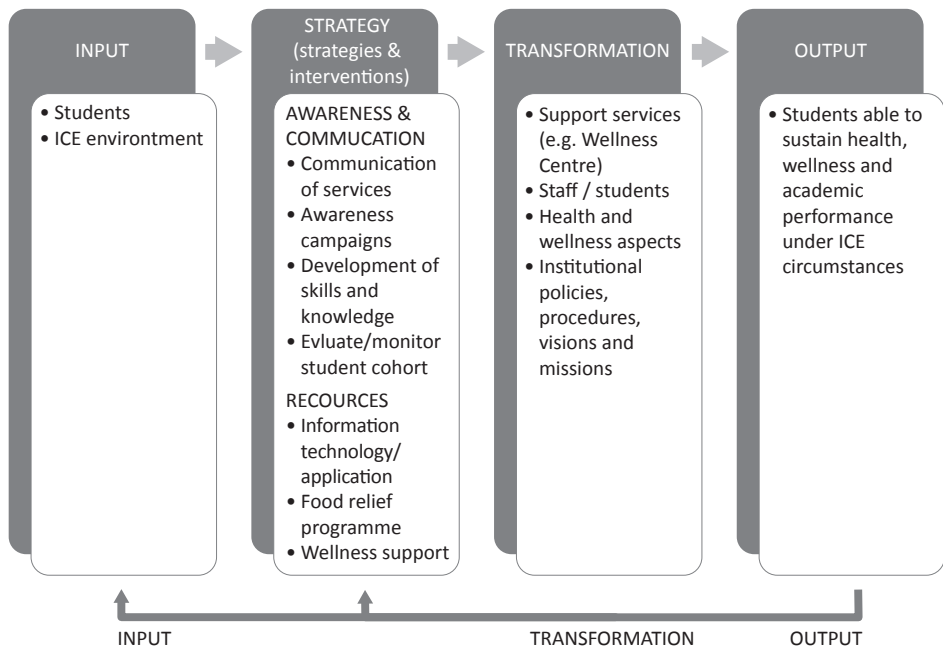 INPUT
• Students
• ICE environtment
STRATEGY
(strategies &
interventions)
AWARENESS &
COMMUCATION
• Communication
of services
• Awareness
campaigns
• Development of
skills and
knowledge
• Evluate/monitor
student cohort
RECOURCES
• Information
technology/
application
• Food relief
programme
• Wellness support
TRANSFORMATION
• Support services
(e.g. Wellness
Centre)
• Staff / students
• Health and
wellness aspects
• Institutional
policies,
procedures,
visions and
missions
OUTPUT
• Students able to
sustain health,
wellness and
academic
performance
under ICE
circumstances
INPUT
TRANSFORMATION
OUTPUT